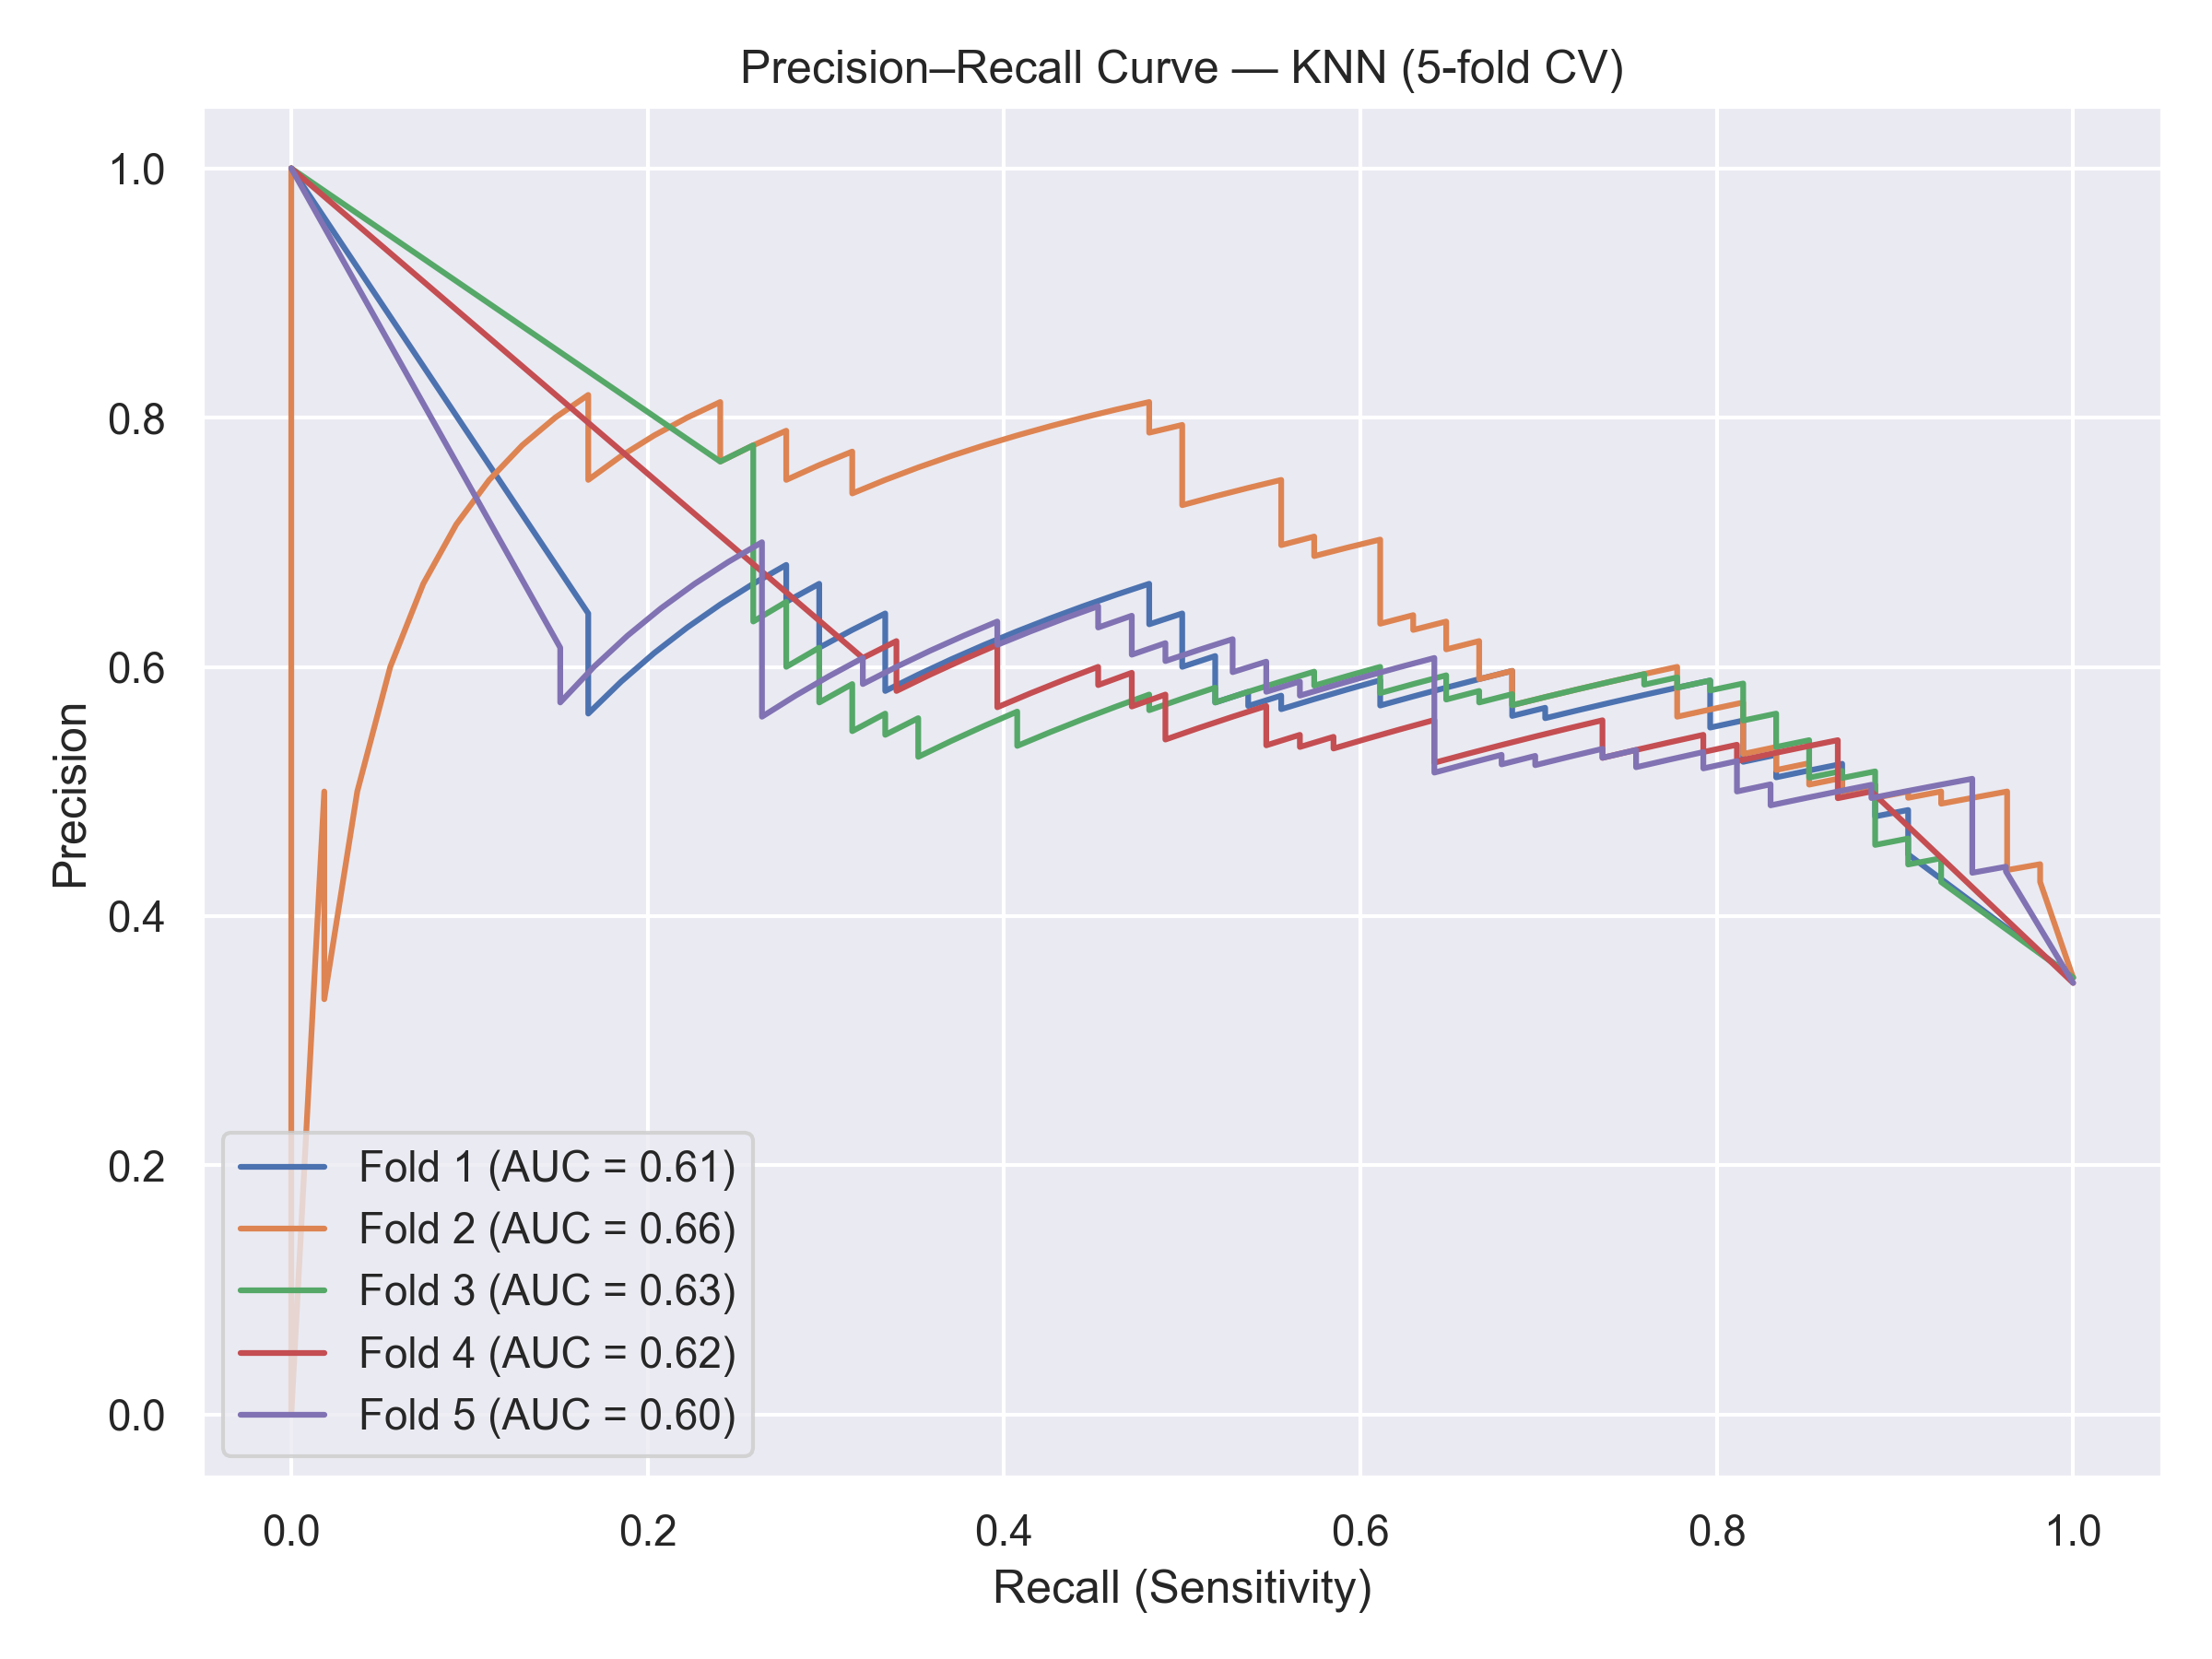 Precision–Recall Curve — KNN (5-fold CV)
Precision
1.0
0.8
0.6
0.4
0.2
0.0
Fold 1 (AUC = 0.61)
Fold 2 (AUC = 0.66)
Fold 3 (AUC = 0.63)
Fold 4 (AUC = 0.62)
Fold 5 (AUC = 0.60)
0.0 0.2 0.4 0.6 0.8 1.0
Recall (Sensitivity)